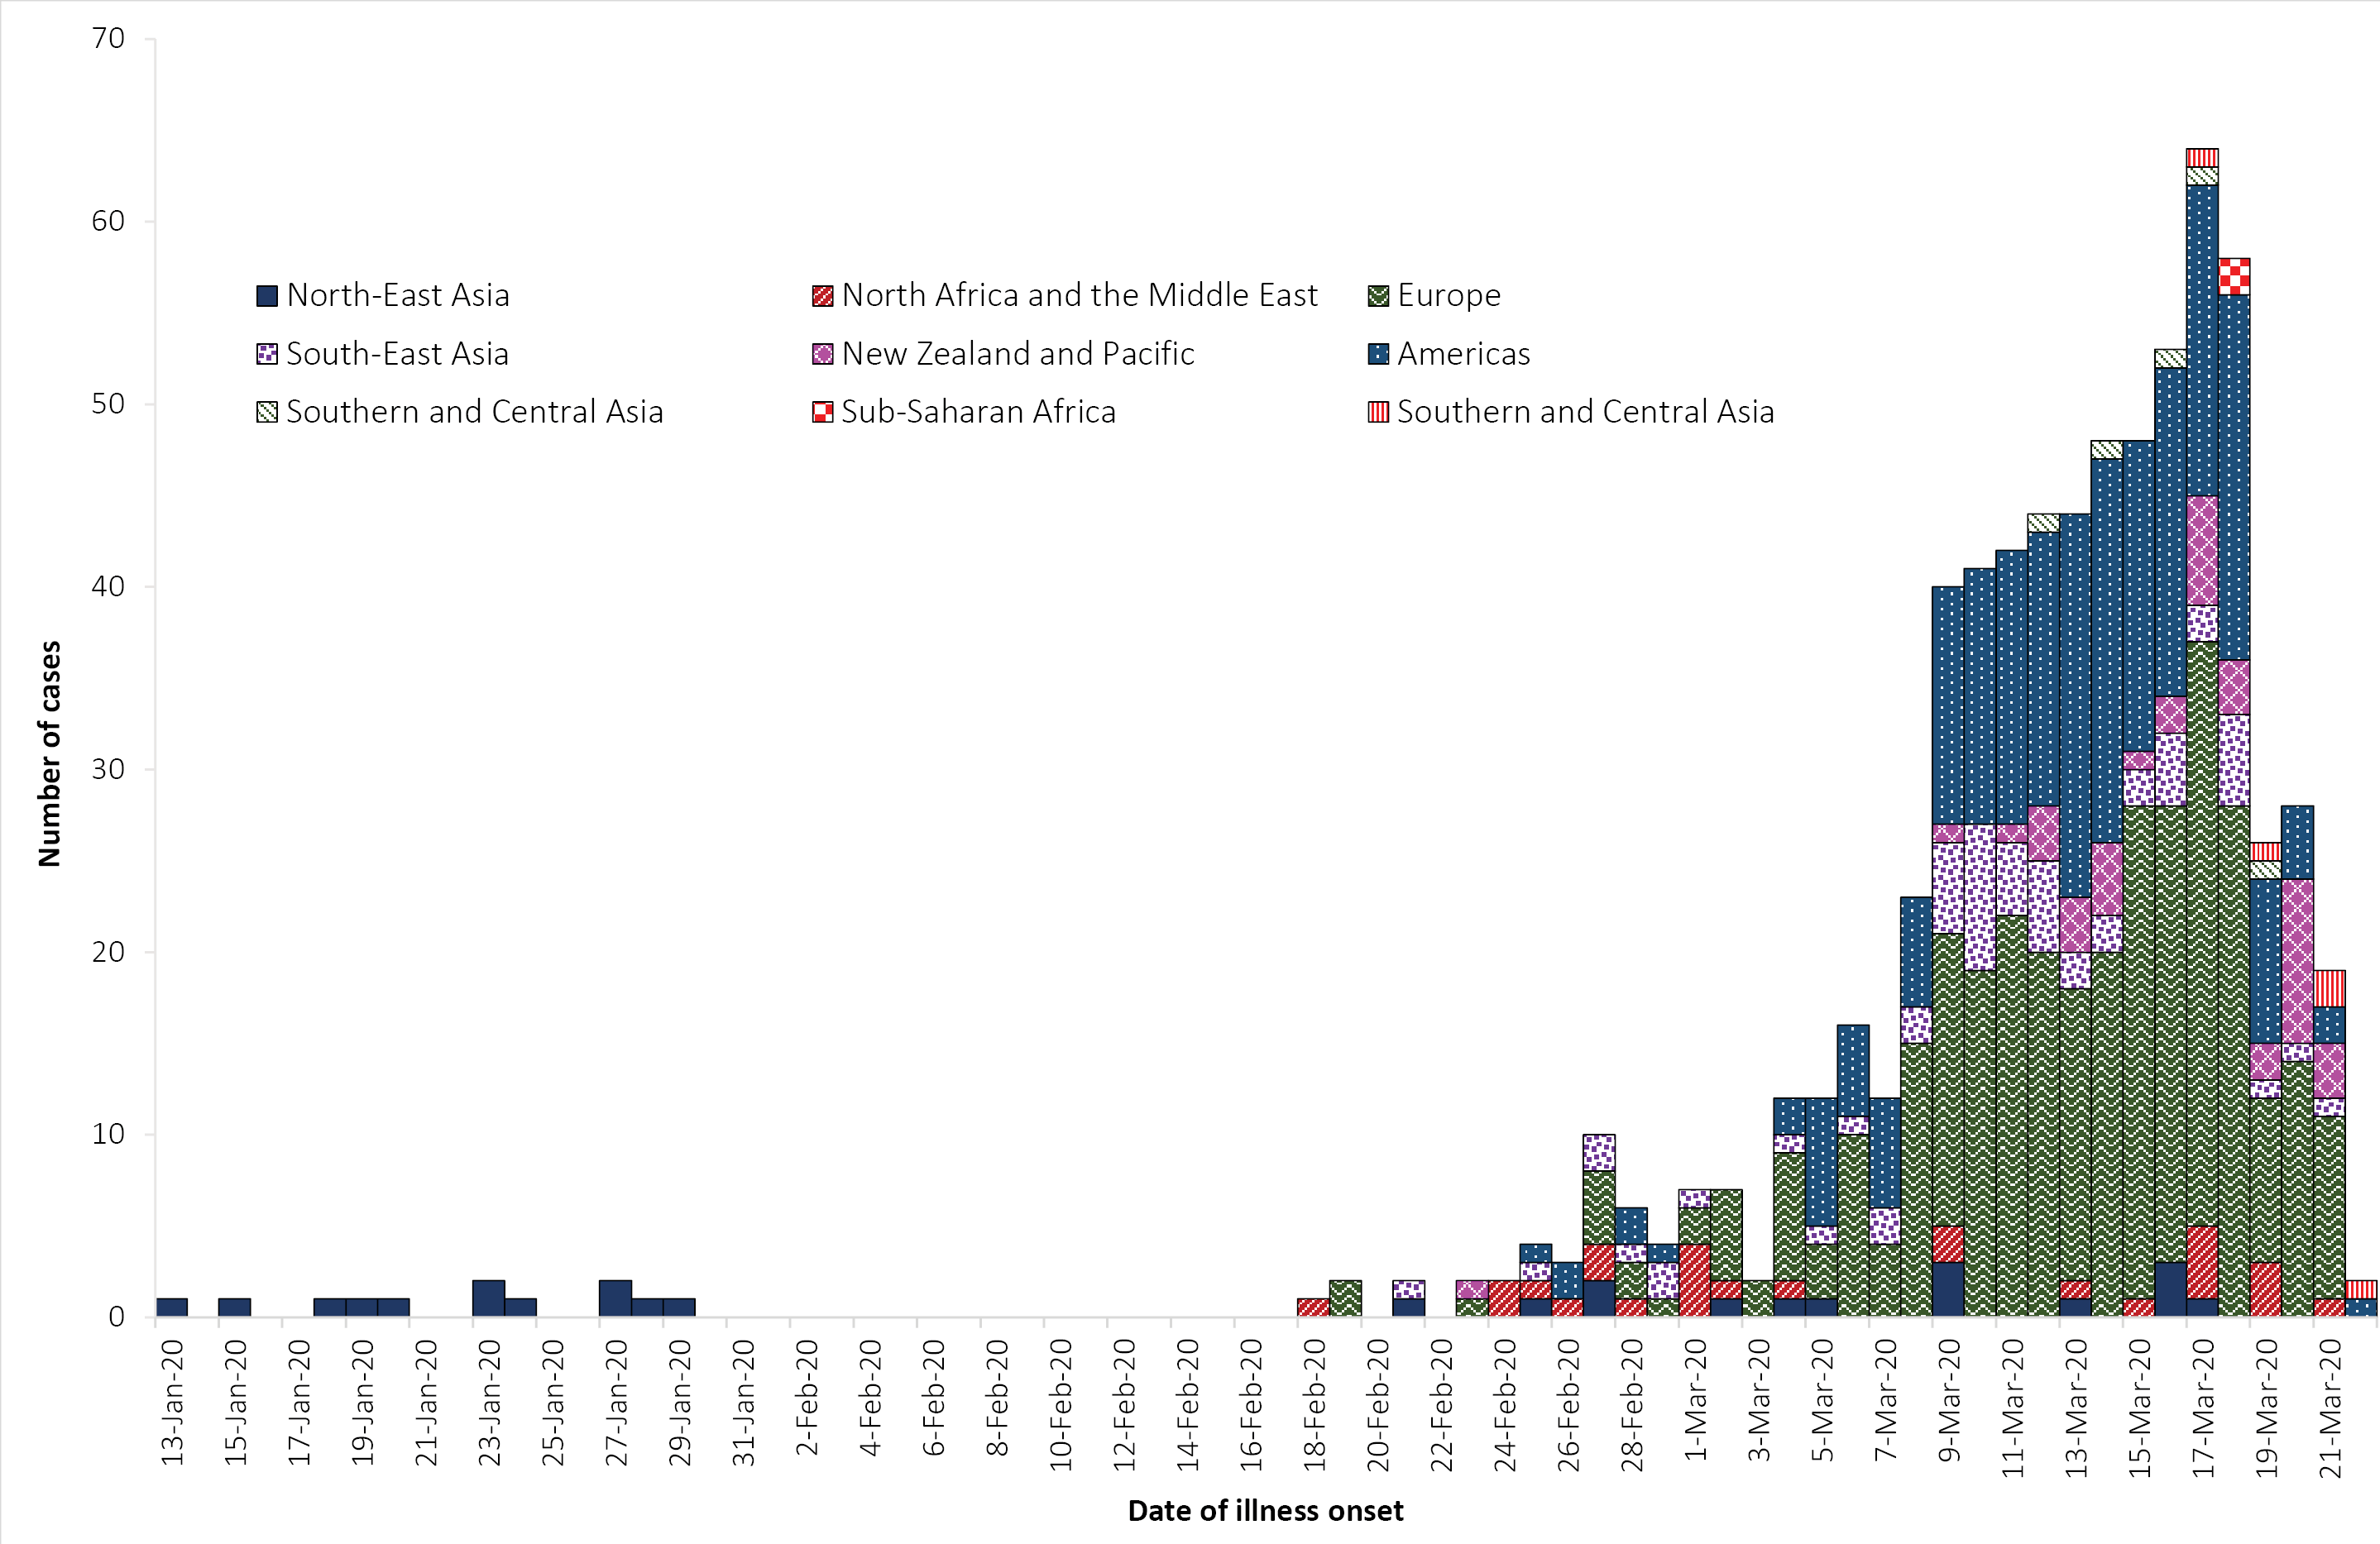 70
60
50
40
30
20
10
0
Number of cases
North-East Asia
North Africa and the Middle East
Europe
South-East Asia
New Zealand and Pacific
Americas
Southern and Central Asia
Sub-Saharan Africa
Southern and Central Asia
13-Jan-20
15-Jan-20
17-Jan-20
19-Jan-20
21-Jan-20
23-Jan-20
25-Jan-20
27-Jan-20
29-Jan-20
31-Jan-20
2-Feb-20
4-Feb-20
6-Feb-20
8-Feb-20
10-Feb-20
12-Feb-20
14-Feb-20
16-Feb-20
18-Feb-20
20-Feb-20
22-Feb-20
24-Feb-20
26-Feb-20
28-Feb-20
1-Mar-20
3-Mar-20
5-Mar-20
7-Mar-20
9-Mar-20
11-Mar-20
13-Mar-20
15-Mar-20
17-Mar-20
19-Mar-20
21-Mar-20
Date of illness onset